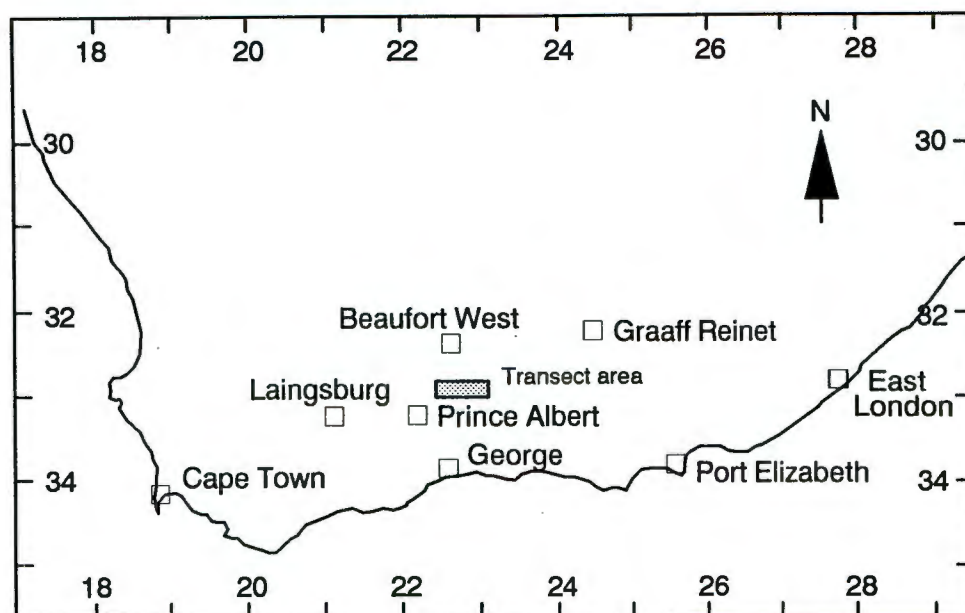 18 20 22 24 26 28
N
30 30
32 32
Beaufort West
Graaff Reinet
Transect area
Laingsburg
East
London
Prince Albert
George
Cape Town
Port Elizabeth
34 34
18 20 22 24 26 28